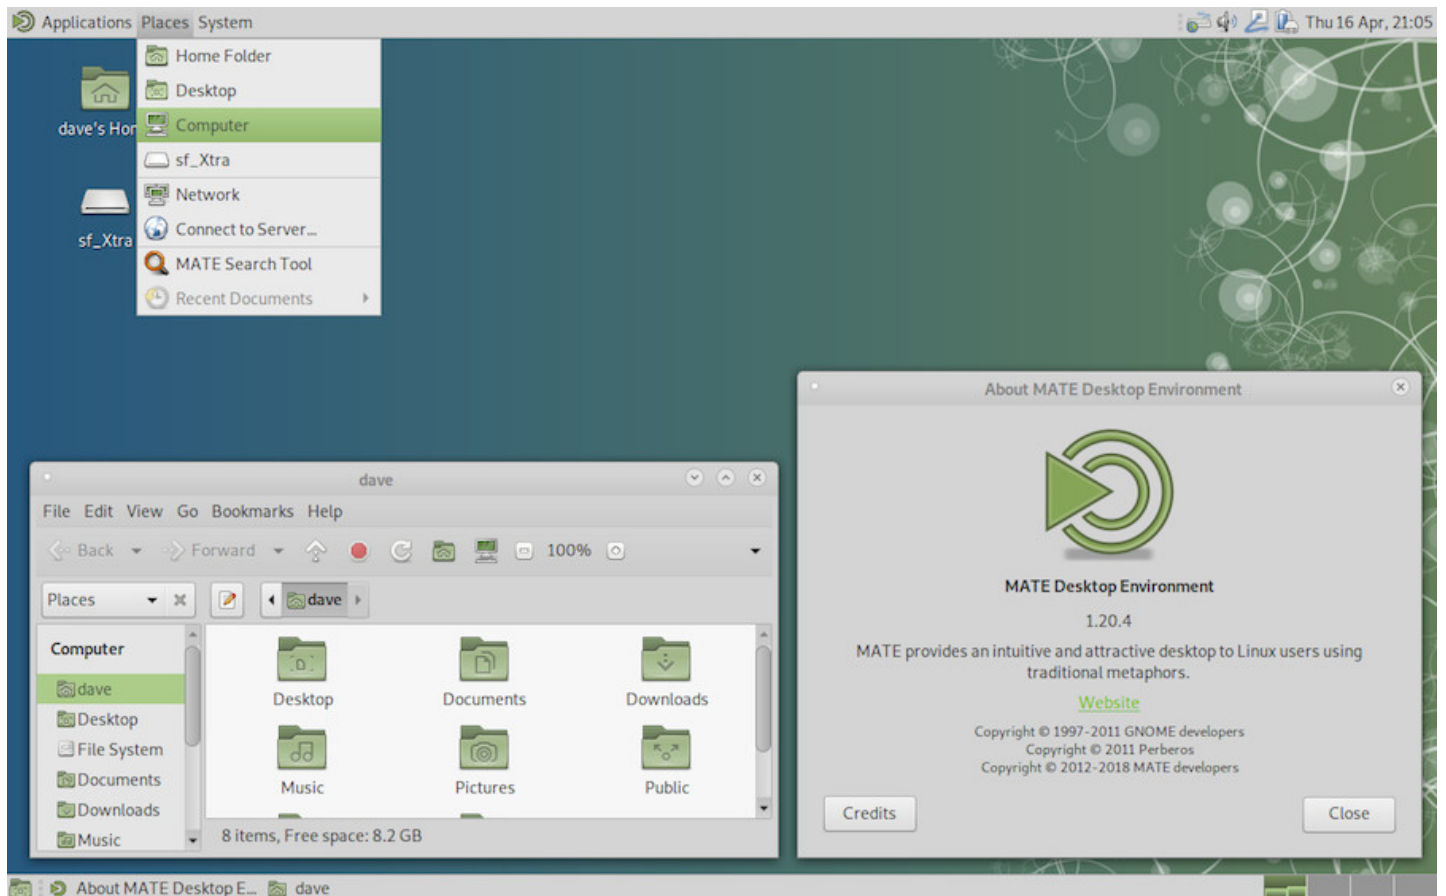 Applications Places System
Thu 16 Apr, 21:05
Home Folder
Desktop
Computer
sf_Xtra
Network
Connect to Server...
MATE Search Tool
Recent Documents
dave's Hor
sf_Xtra
dave
File Edit View Go Bookmarks Help
Back Forward 100%
Places dave
Computer
dave
Desktop
File System
Documents
Downloads
Music
Desktop Documents Downloads
Music Pictures Public
8 items, Free space: 8.2 GB
About MATE Desktop Environment
MATE Desktop Environment
1.20.4
MATE provides an intuitive and attractive desktop to Linux users using
traditional metaphors.
Website
Copyright © 1997-2011 GNOME developers
Copyright © 2011 Perberos
Copyright © 2012-2018 MATE developers
Credits Close
About MATE Desktop E... dave